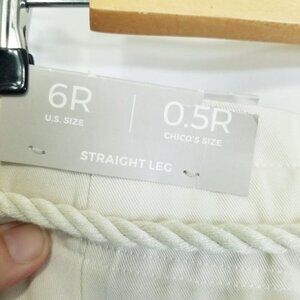 6R 0.5R
U.S. SIZE CHICO'S SIZE
STRAIGHT LEG